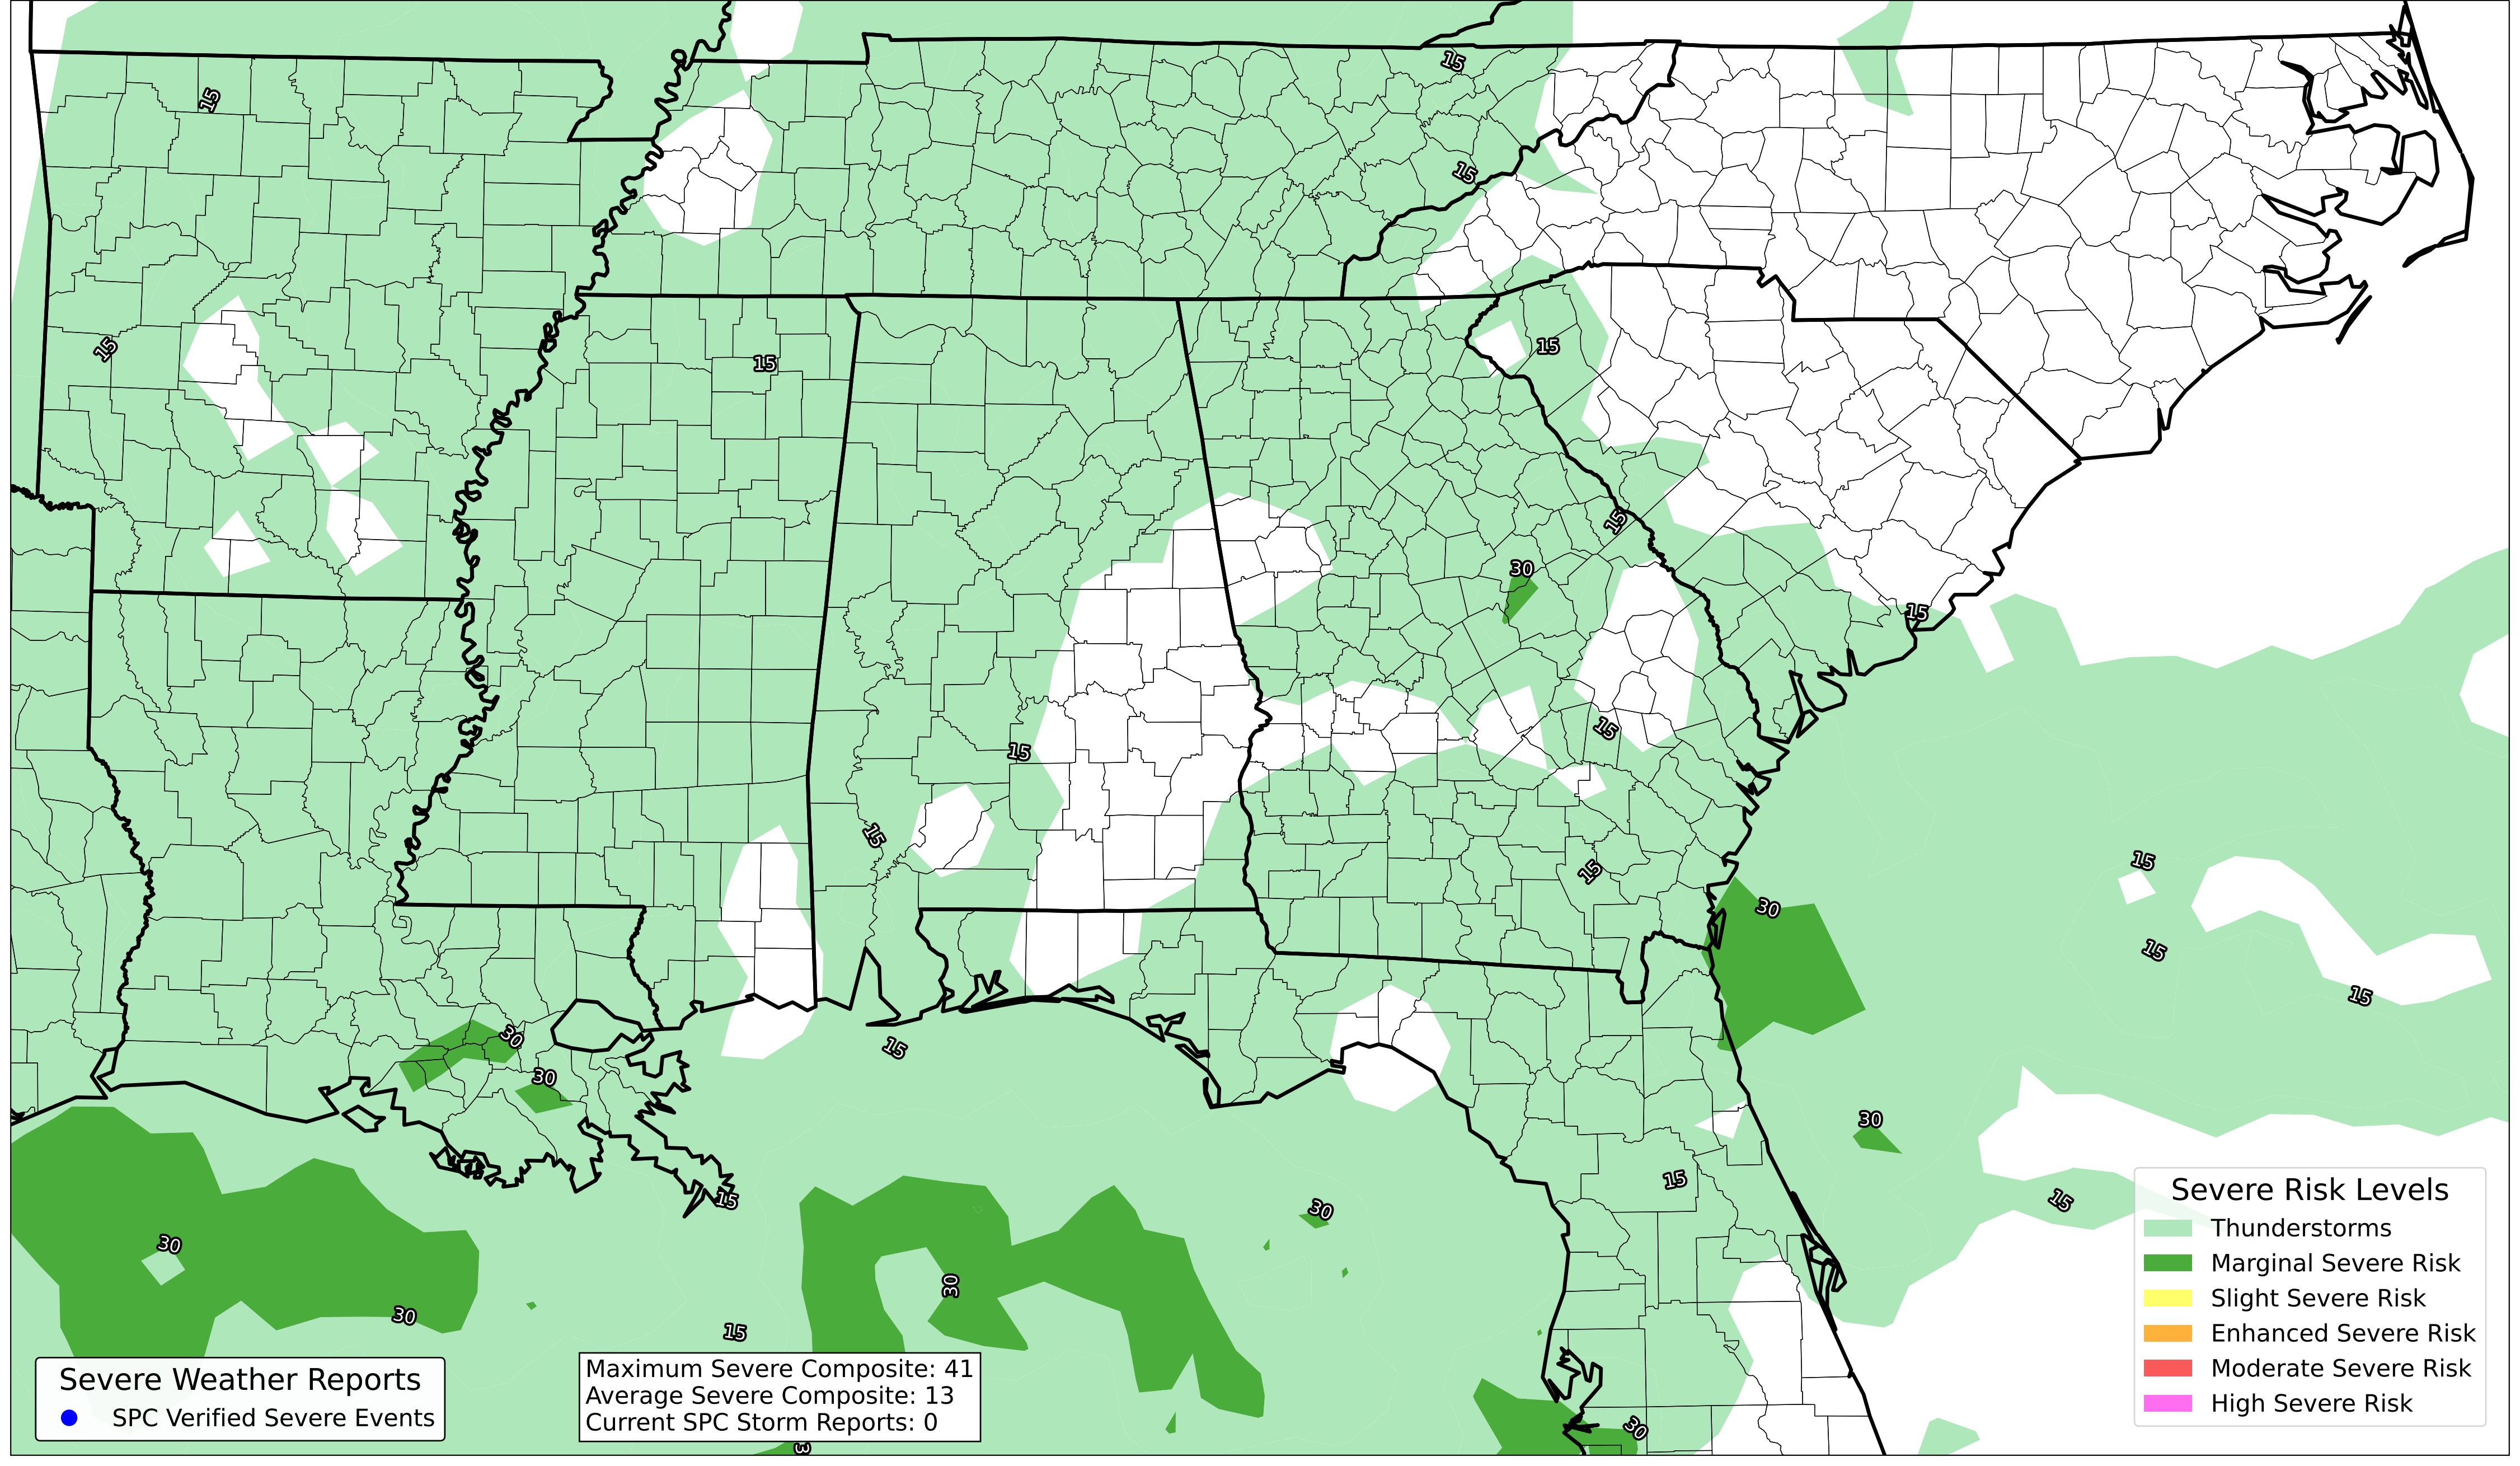 15
15
15
15
15
15
15
30
15
15
15
15
15
15
30
15
30
15
15
30
15
30
15
15
15
30
30
30
30
15
30
3
Severe Risk Levels
Thunderstorms
Marginal Severe Risk
Slight Severe Risk
Enhanced Severe Risk
Moderate Severe Risk
High Severe Risk
Severe Weather Reports
SPC Verified Severe Events
Maximum Severe Composite: 41
Average Severe Composite: 13
Current SPC Storm Reports: 0